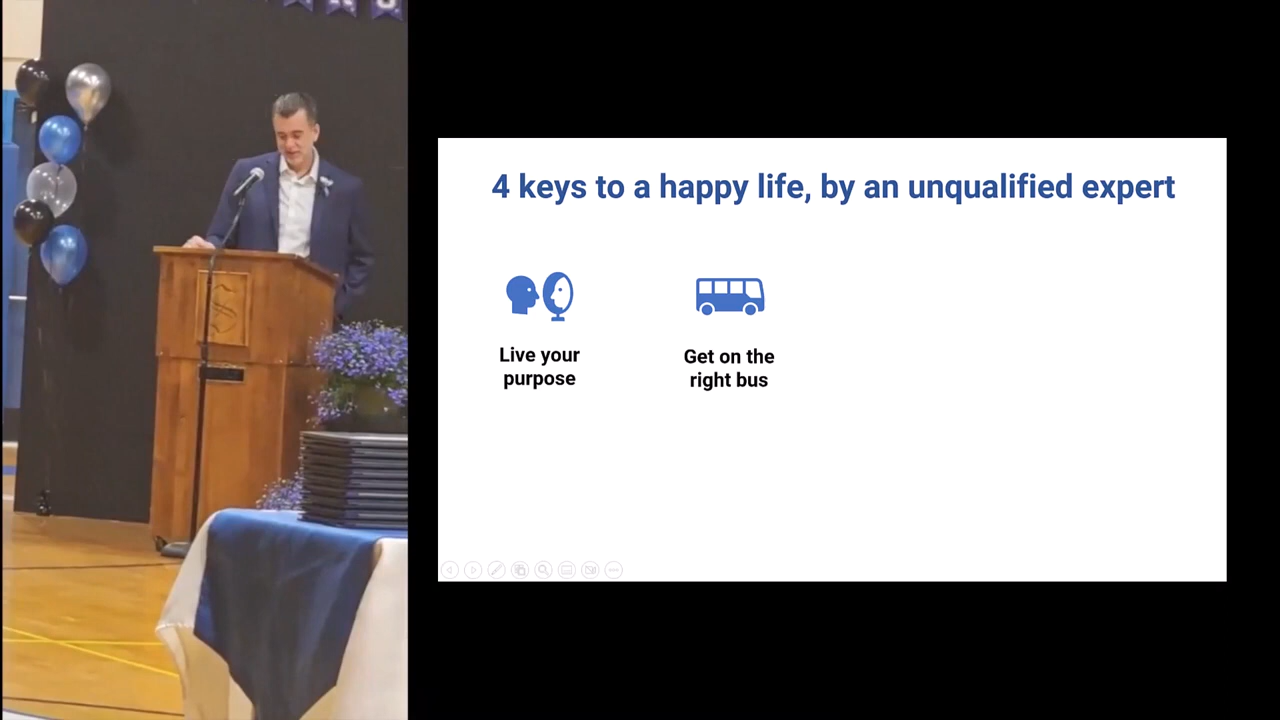 4 keys to a happy life, by an unqualified expert
Live your
purpose
Get on the
right bus
S